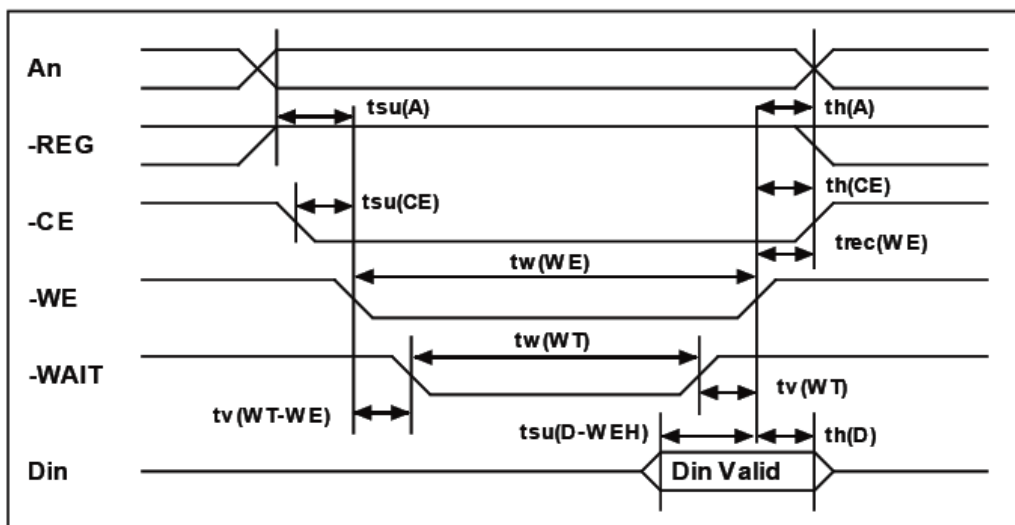 An
tsu(A)
th(A)
-REG
tsu(CE)
th(CE)
-CE
trec(WE)
tw(WE)
-WE
tw(WT)
-WAIT
tv(WT)
tv(WT-WE)
tsu(D-WEH)
th(D)
Din
Din Valid